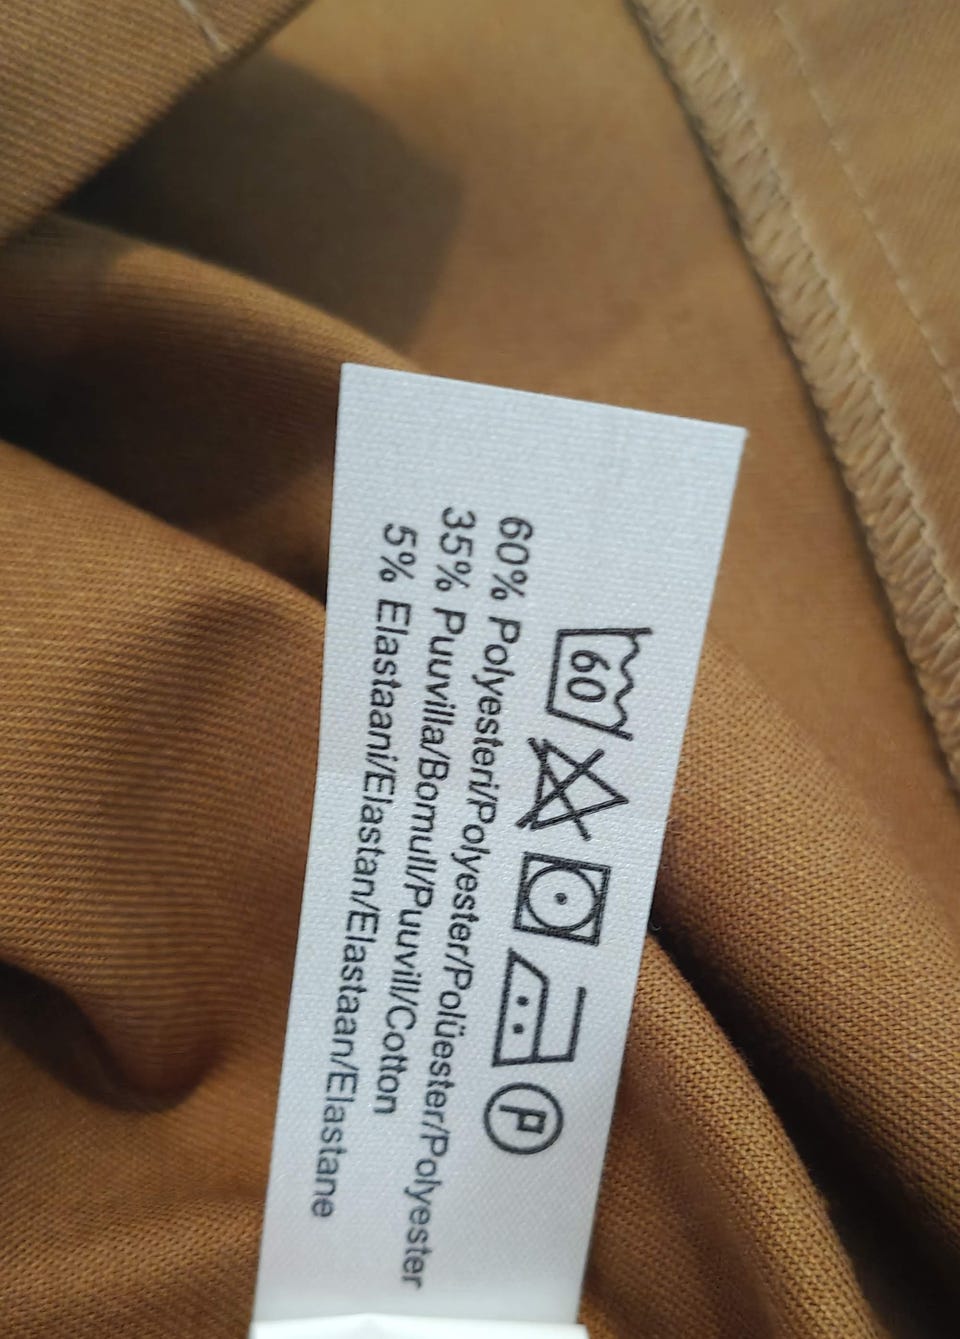 60
P
60% Polyesteri/Polyester/Polüester/Polyester
35% Puuvilla/Bomull/Puuvill/Cotton
5% Elastaani/Elastan/Elastaan/Elastane